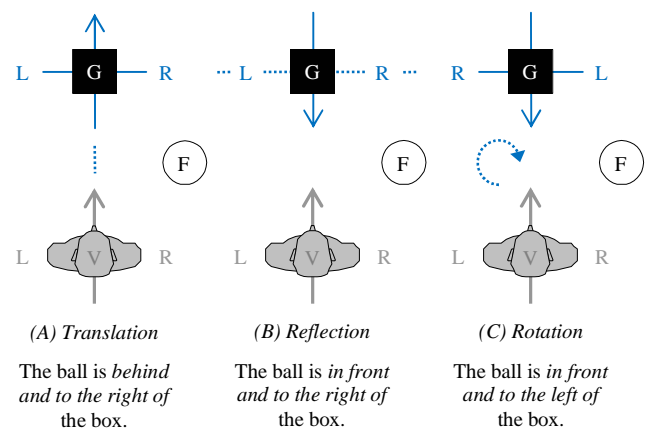 L G R
L G R
R G L
F
F
F
L V R
L V R
L V R
(A) Translation
(B) Reflection
(C) Rotation
The ball is behind
and to the right of
the box.
The ball is in front
and to the right of
the box.
The ball is in front
and to the left of
the box.